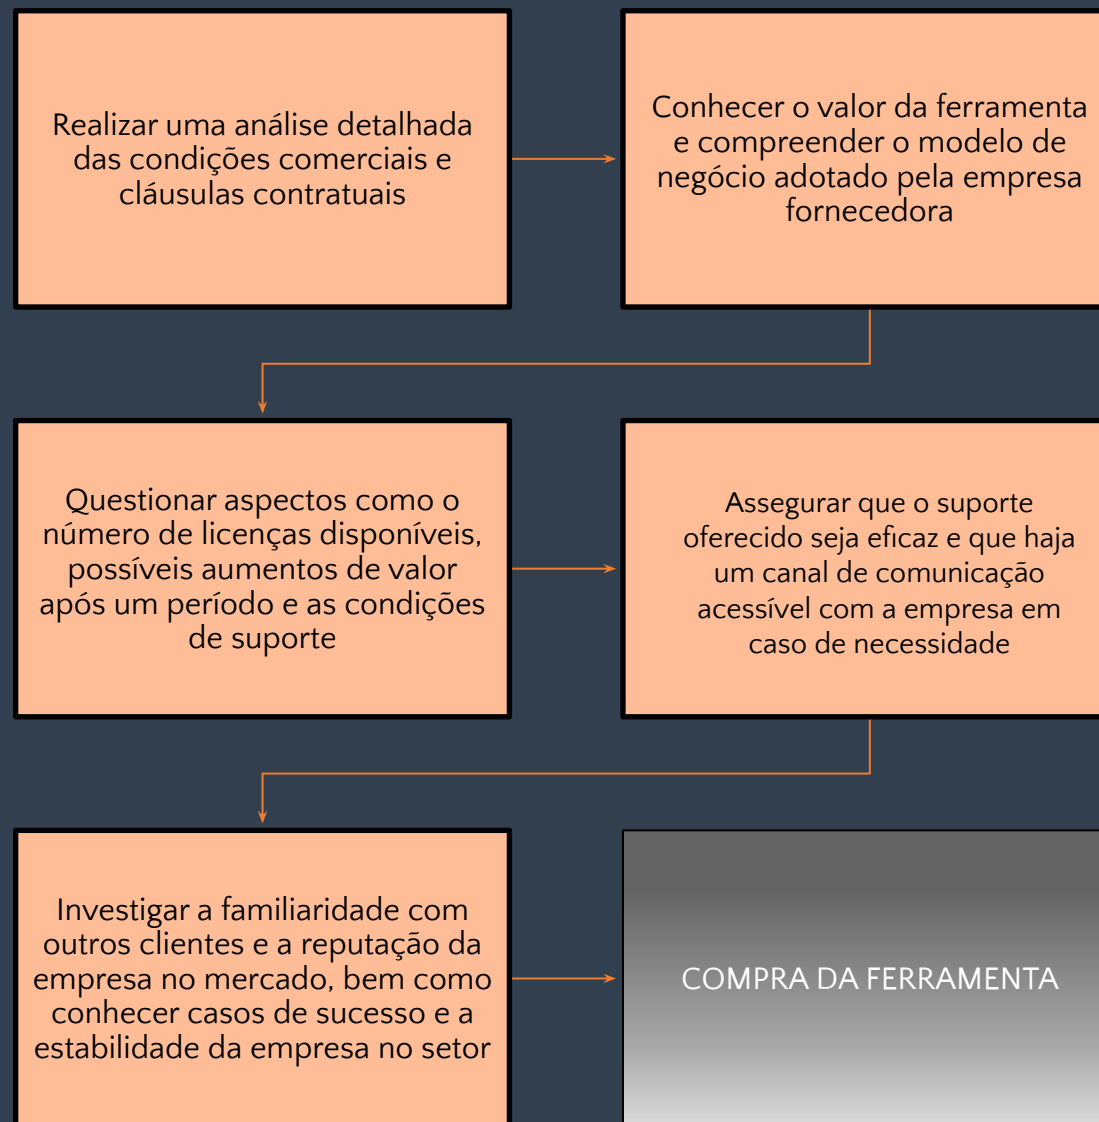 Realizar uma análise detalhada
das condições comerciais e
cláusulas contratuais
Conhecer o valor da ferramenta
e compreender o modelo de
negócio adotado pela empresa
fornecedora
Questionar aspectos como o
número de licenças disponíveis,
possíveis aumentos de valor
após um período e as condições
de suporte
Assegurar que o suporte
oferecido seja eficaz e que haja
um canal de comunicação
acessível com a empresa em
caso de necessidade
Investigar a familiaridade com
outros clientes e a reputação da
empresa no mercado, bem como
conhecer casos de sucesso e a
estabilidade da empresa no setor
COMPRA DA FERRAMENTA